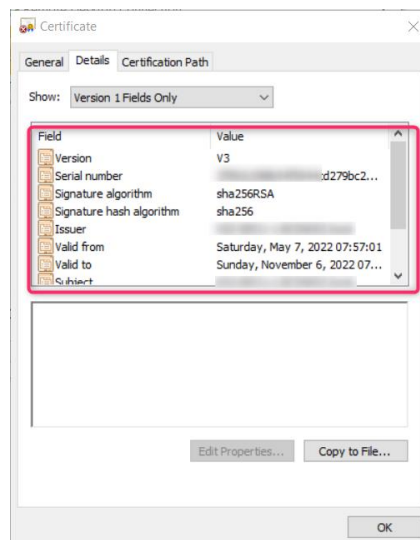 Certificate
General Details Certification Path
Show: Version 1 Fields Only
Field Value
Version V3
Serial number :d279bc2...
Signature algorithm sha256RSA
Signature hash algorithm sha256
Issuer
Valid from Saturday, May 7, 2022 07:57:01
Valid to Sunday, November 6, 2022 07...
Subject
Edit Properties... Copy to File...
OK